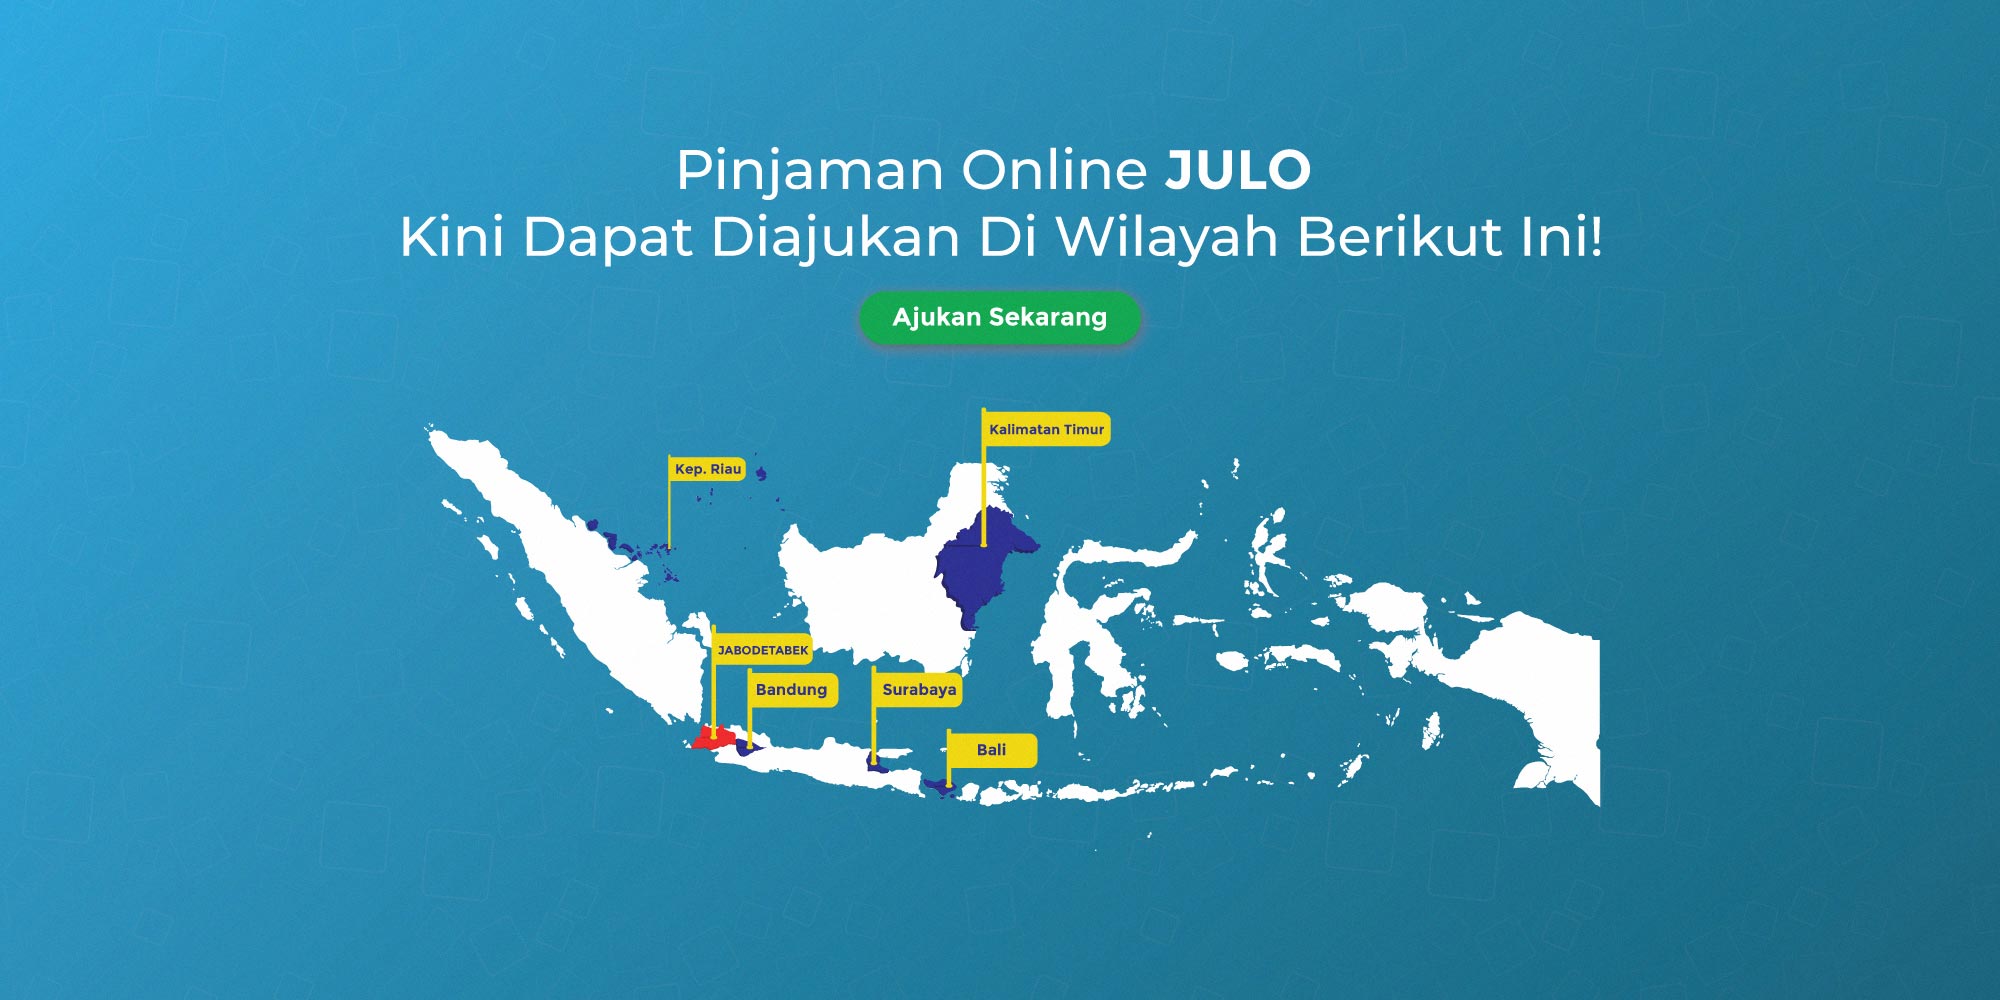 Pinjaman Online JULO
Kini Dapat Diajukan Di Wilayah Berikut Ini!
Ajukan Sekarang
Kalimatan Timur
Kep. Riau
JABODETABEK
Bandung
Surabaya
Bali